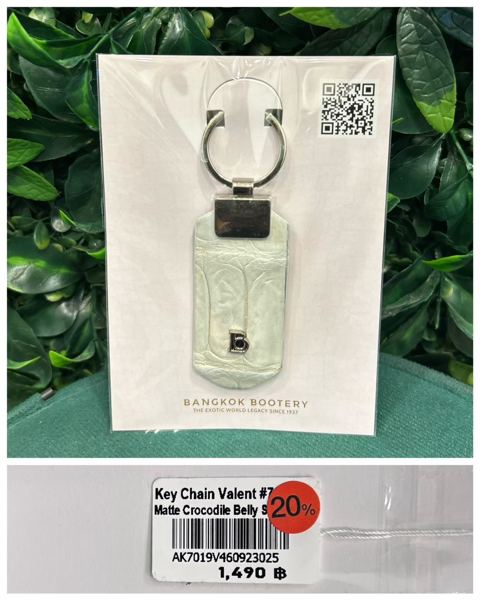 B
BANGKOK BOOTERY
THE EXOTIC WORLD LEGACY SINCE 1937
Key Chain Valent #7
20%
Matte Crocodile Belly S
AK7019V460923025
1,490 ฿